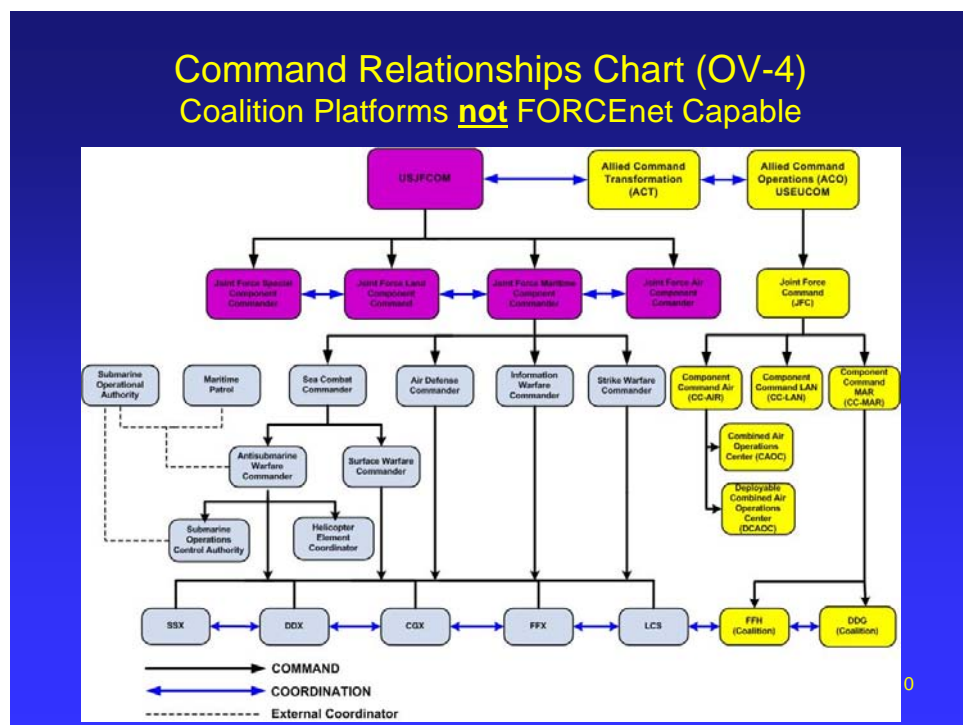 Command Relationships Chart (OV-4)
Coalition Platforms not FORCEnet Capable
USJFCOM
Allied Command
Transformation
(ACT)
Allied Command
Operations (ACO)
USEUCOM
Joint Force Special
Component
Commander
Joint Force Land
Component
Command
Joint Force Maritime
Component
Commander
Joint Force Air
Component
Comander
Joint Force
Command
(JFC)
Submarine
Operational
Authority
Maritime
Patrol
Sea Combat
Commander
Air Defense
Commander
Information
Warfare
Commander
Strike Warfare
Commander
Component
Command Air
(CC-AIR)
Component
Command LAN
(CC-LAN)
Component
Command
MAR
(CC-MAR)
Antisubmarine
Warfare
Commander
Surface Warfare
Commander
Combined Air
Operations
Center (CAOC)
Submarine
Operations
Control Authority
Helicopter
Element
Coordinator
Deployable
Combined Air
Operations
Center
(DCAOC)
SSX
DDX
CGX
FFX
LCS
FFH
(Coalition)
DDG
(Coalition)
COMMAND
COORDINATION
External Coordinator
0